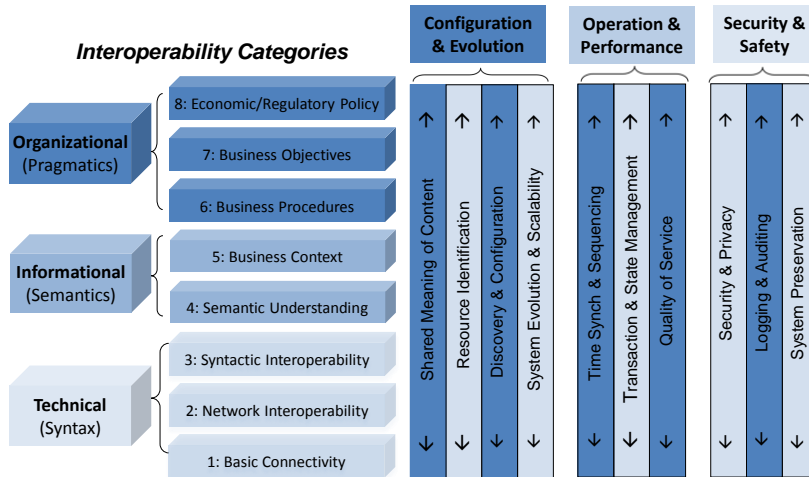 Interoperability Categories
Configuration
& Evolution
Operation &
Performance
Security &
Safety
Organizational
(Pragmatics)
8: Economic/Regulatory Policy
7: Business Objectives
6: Business Procedures
Informational
(Semantics)
5: Business Context
4: Semantic Understanding
Technical
(Syntax)
3: Syntactic Interoperability
2: Network Interoperability
1: Basic Connectivity
Shared Meaning of Content
Resource Identification
Discovery & Configuration
System Evolution & Scalability
Time Synch & Sequencing
Transaction & State Management
Quality of Service
Security & Privacy
Logging & Auditing
System Preservation